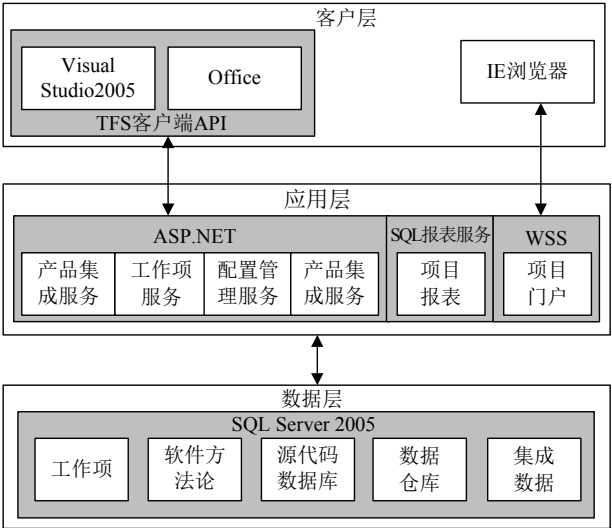 客户层
Visual
Studio2005
Office
IE浏览器
TFS客户端API
应用层
ASP.NET
SQL报表服务
WSS
产品集
成服务
工作项
服务
配置管
理服务
产品集
成服务
项目
报表
项目
门户
数据层
SQL Server 2005
工作项
软件方
法论
源代码
数据库
数据
仓库
集成
数据